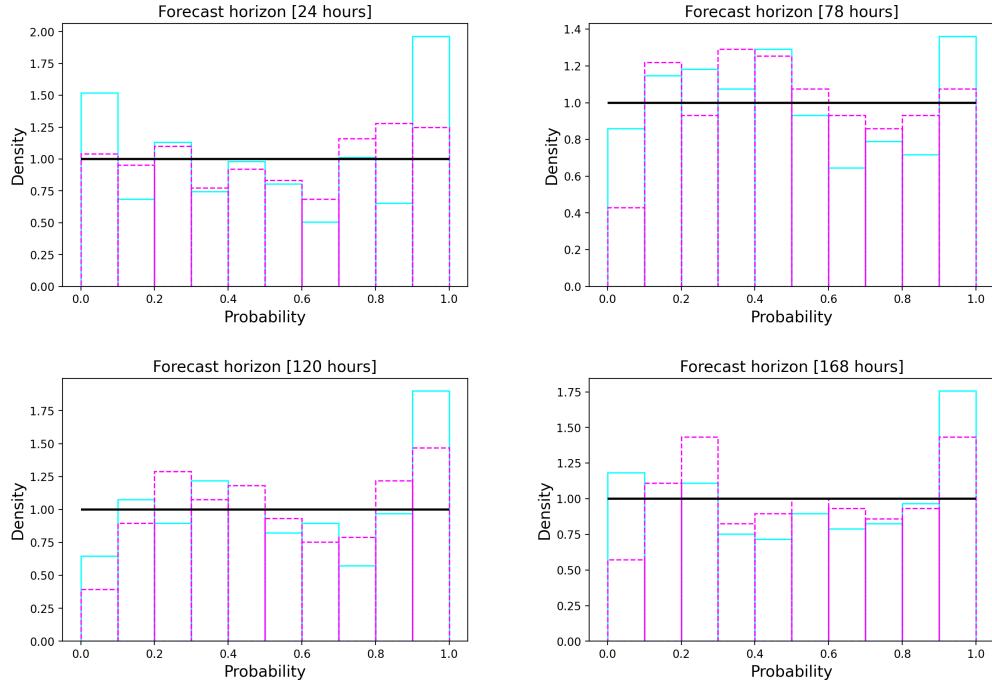 Forecast horizon [24 hours]
Density
2.00
1.75
1.50
1.25
1.00
0.75
0.50
0.25
0.00
0.0 0.2 0.4 0.6 0.8 1.0
Probability
Forecast horizon [78 hours]
Density
1.4
1.2
1.0
0.8
0.6
0.4
0.2
0.0
0.0 0.2 0.4 0.6 0.8 1.0
Probability
Forecast horizon [120 hours]
Density
1.75
1.50
1.25
1.00
0.75
0.50
0.25
0.00
0.0 0.2 0.4 0.6 0.8 1.0
Probability
Forecast horizon [168 hours]
Density
1.75
1.50
1.25
1.00
0.75
0.50
0.25
0.00
0.0 0.2 0.4 0.6 0.8 1.0
Probability